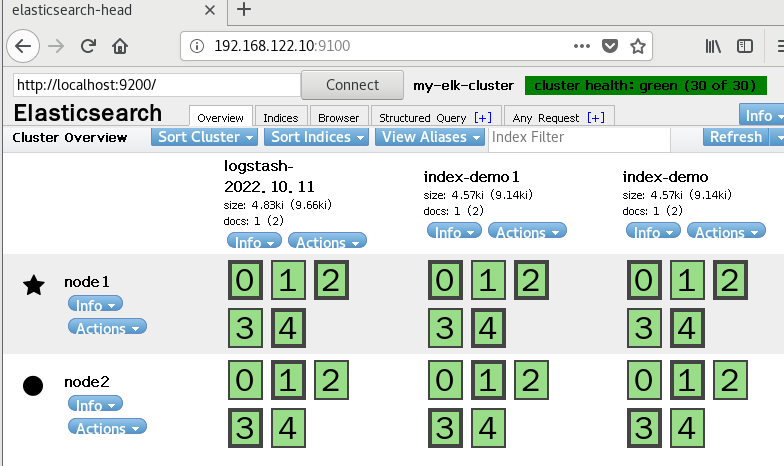 elasticsearch-head
192.168.122.10:9100
http://localhost:9200/ Connect my-elk-cluster cluster health: green (30 of 30)
Elasticsearch Overview Indices Browser Structured Query [+] Any Request [+] Info
Cluster Overview Sort Cluster Sort Indices View Aliases Index Filter Refresh
logstash-
2022.10.11
size: 4.83ki (9.66ki)
docs: 1 (2)
Info Actions
index-demo1
size: 4.57ki (9.14ki)
docs: 1 (2)
Info Actions
index-demo
size: 4.57ki (9.14ki)
docs: 1 (2)
Info Actions
node1
Info
Actions
0 1 2 0 1 2 0 1 2
3 4 3 4 3 4
node2
Info
Actions
0 1 2 0 1 2 0 1 2
3 4 3 4 3 4